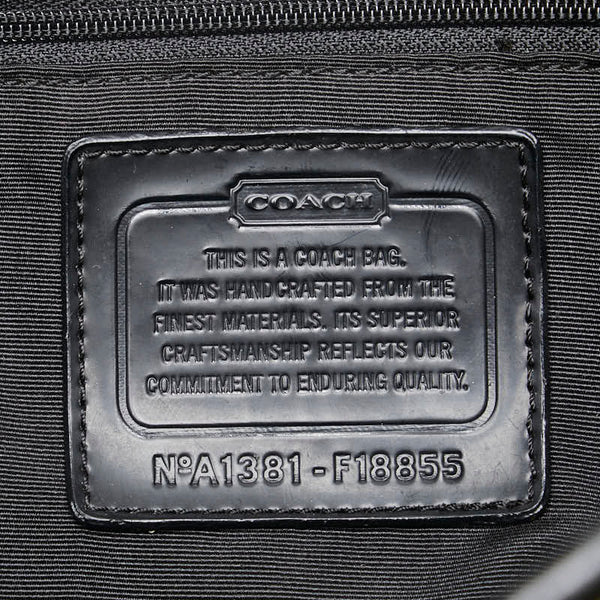 COACH
THIS IS A COACH BAG.
IT WAS HANDCRAFTED FROM THE
FINEST MATERIALS. ITS SUPERIOR
CRAFTSMANSHIP REFLECTS OUR
COMMITMENT TO ENDURING QUALITY.
NºA1381 - F18855